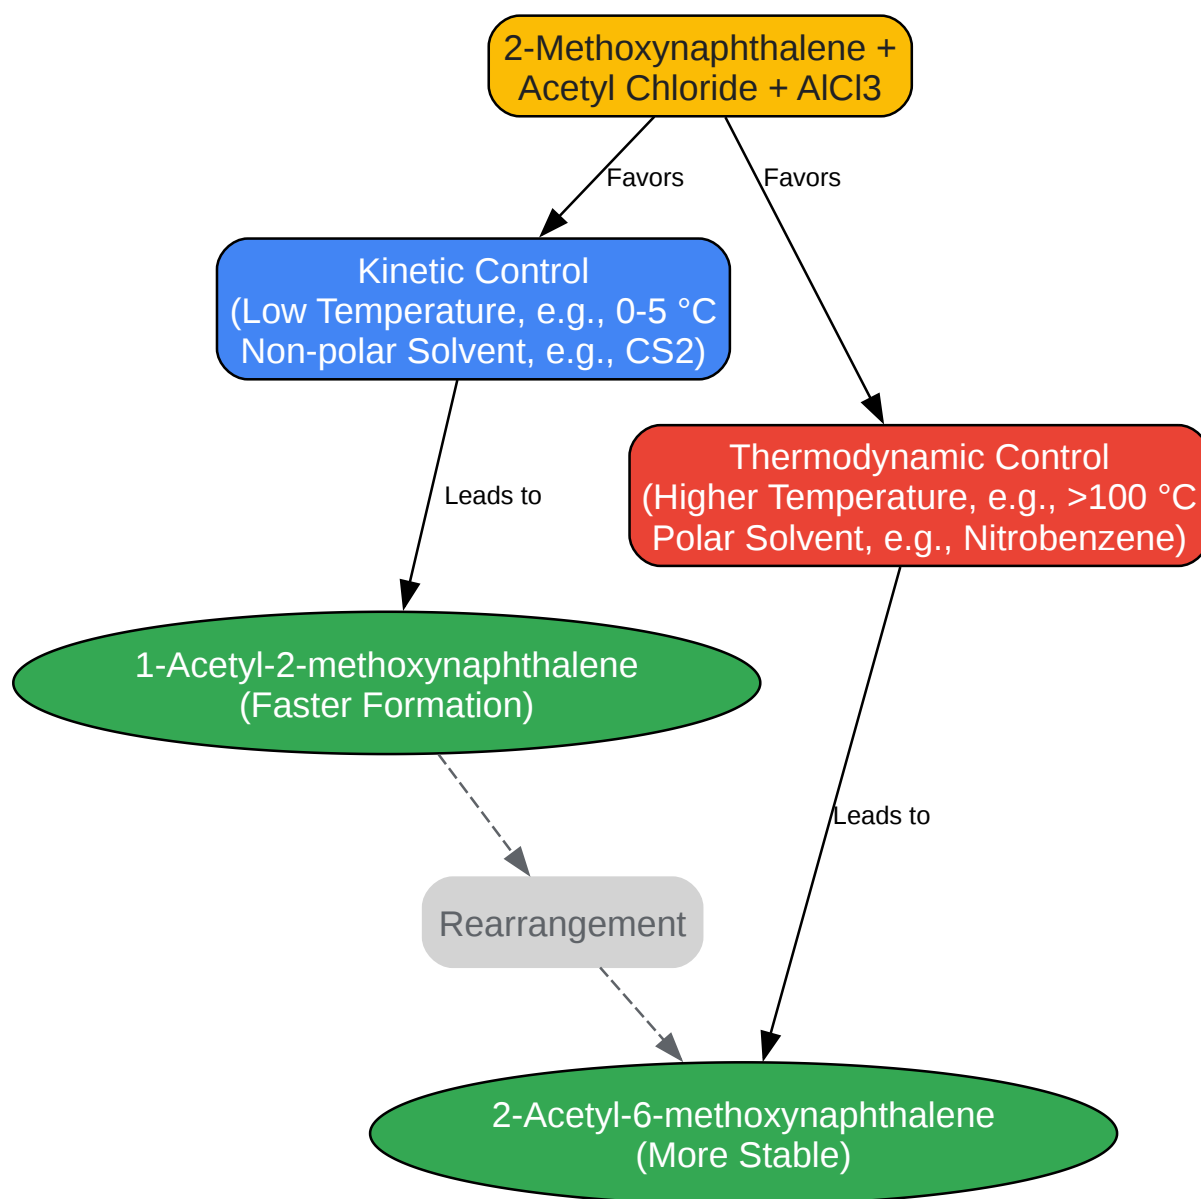 2-Methoxynaphthalene +
Acetyl Chloride + AlCl3
Favors
Favors
Kinetic Control
(Low Temperature, e.g., 0-5 °C
Non-polar Solvent, e.g., CS2)
Thermodynamic Control
(Higher Temperature, e.g., >100 °C
Polar Solvent, e.g., Nitrobenzene)
Leads to
1-Acetyl-2-methoxynaphthalene
(Faster Formation)
Leads to
Rearrangement
2-Acetyl-6-methoxynaphthalene
(More Stable)